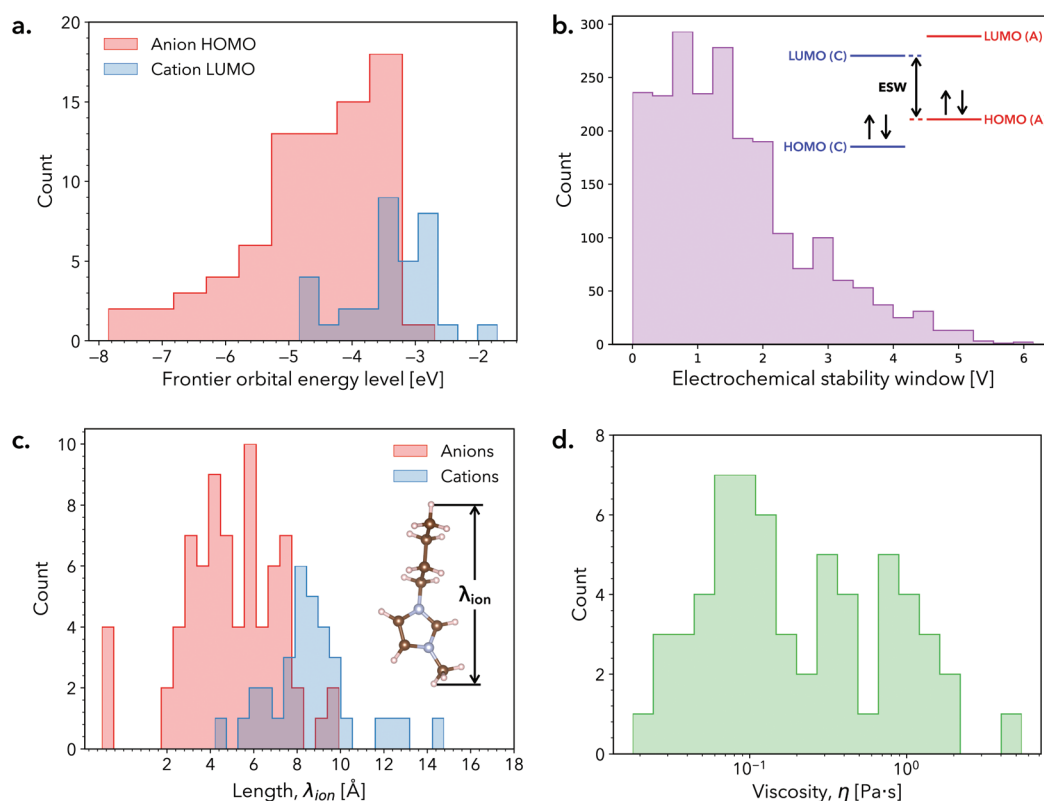 a.
20
15
10
5
0
Count
Anion HOMO
Cation LUMO
−8 −7 −6 −5 −4 −3 −2
Frontier orbital energy level [eV]
b.
300
250
200
150
100
50
0
Count
LUMO (A)
LUMO (C)
ESW
HOMO (A
HOMO (C)
0 1 2 3 4 5 6
Electrochemical stability window [V]
c.
10
8
6
4
2
0
Count
Anions
Cations
λion
2 4 6 8 10 12 14 16 18
Length, λion [Å]
d.
8
6
4
2
0
Count
10⁻¹ 10⁰
Viscosity, η [Pa·s]